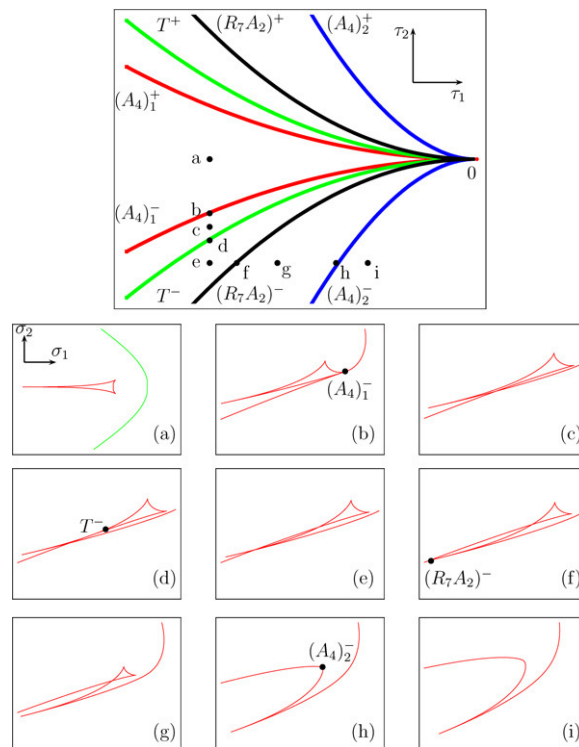 T⁺
(R₇A₂)⁺
(A₄)₂⁺
τ₂
τ₁
(A₄)₁⁺
a
0
(A₄)₁⁻
b
c
d
e
f
g
h
i
T⁻
(R₇A₂)⁻
(A₄)₂⁻
σ₂
σ₁
(a)
(A₄)₁⁻
(b)
(c)
T⁻
(d)
(e)
(R₇A₂)⁻
(f)
(g)
(A₄)₂⁻
(h)
(i)